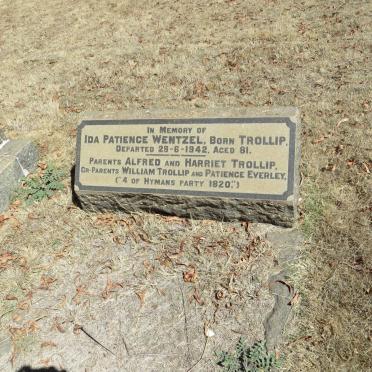 IN MEMORY OF
IDA PATIENCE WENTZEL, BORN TROLLIP.
DEPARTED 29-6-1942, AGED 81.
PARENTS ALFRED AND HARRIET TROLLIP,
GR-PARENTS WILLIAM TROLLIP AND PATIENCE EVERLEY,
("4 OF HYMANS PARTY 1820.")